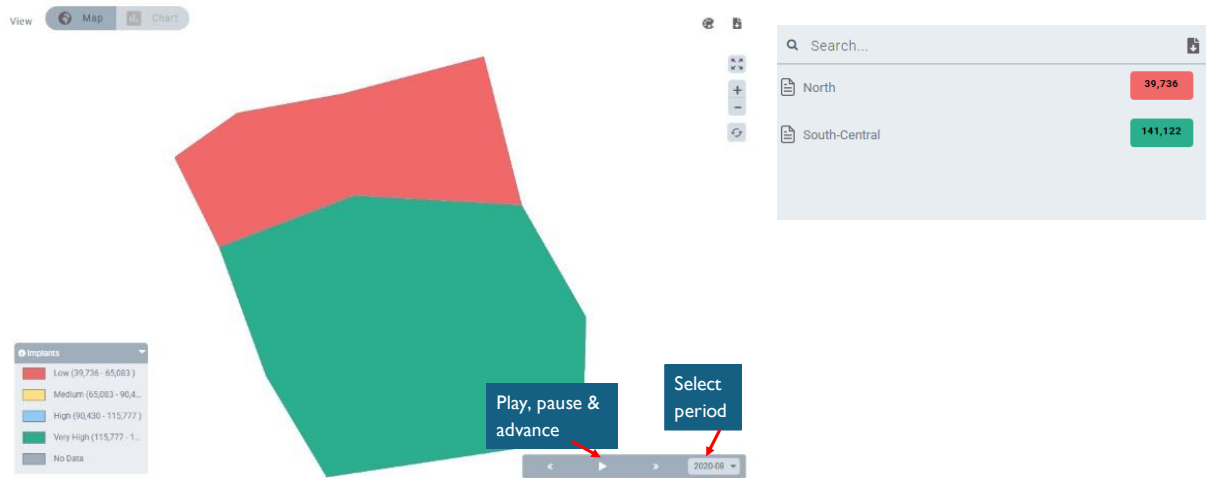 View
Map
Chart
Search...
North
39,736
South-Central
141,122
Implants
Low (39,736 - 65,083 )
Medium (65,083 - 90,4...
High (90,430 - 115,777 )
Very High (115,777 - 1...
No Data
Play, pause &
advance
Select
period
2020-08